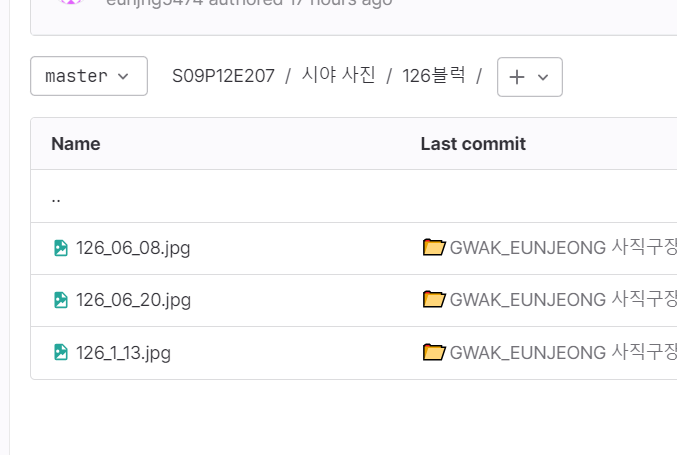 eunjng5474 authored 17 hours ago
master
S09P12E207 / 시야 사진 / 126블럭 /
Name Last commit
..
126_06_08.jpg GWAK_EUNJEONG 사직구장
126_06_20.jpg GWAK_EUNJEONG 사직구장
126_1_13.jpg GWAK_EUNJEONG 사직구장